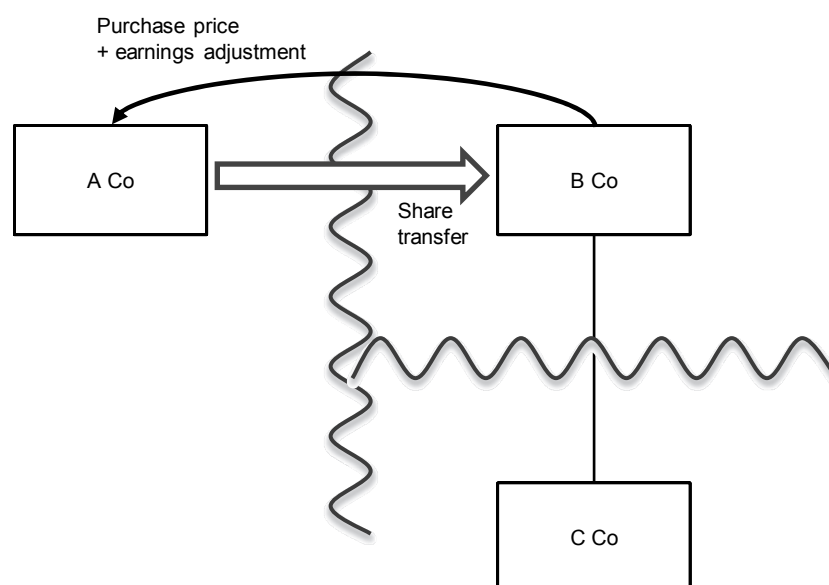 Purchase price
+ earnings adjustment
A Co
B Co
Share
transfer
C Co